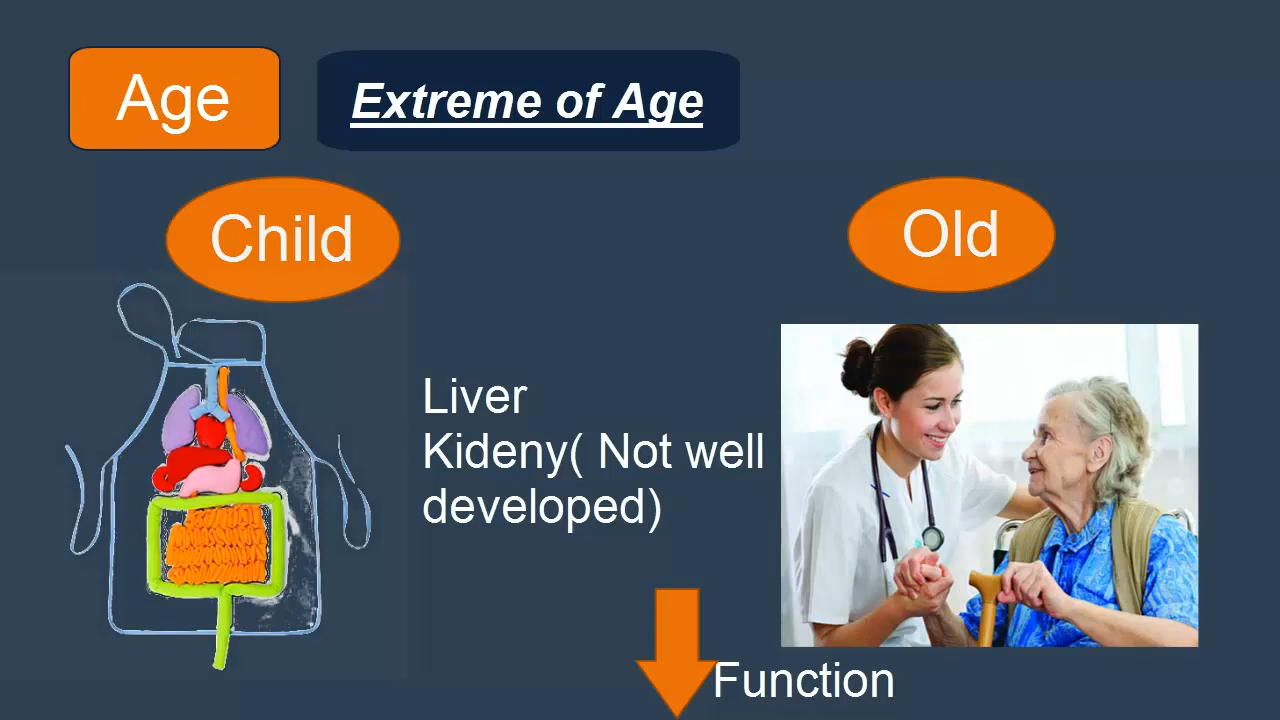 Age
Extreme of Age
Child
Old
Liver
Kideny( Not well
developed)
Function